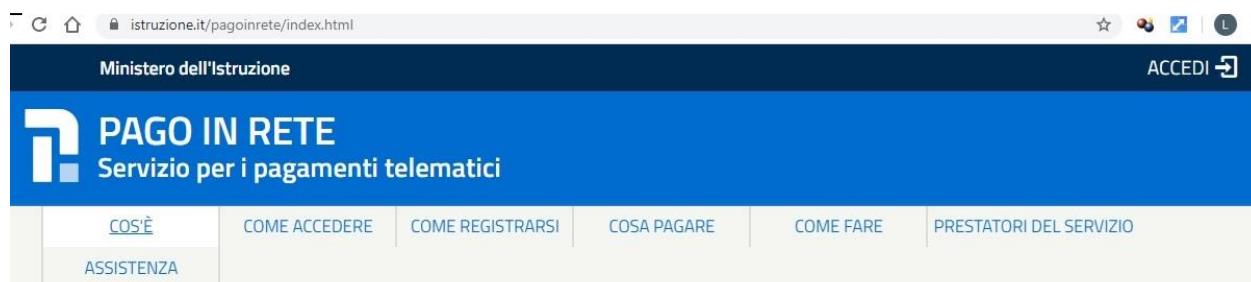 istruzione.it/pagoinrete/index.html
L
Ministero dell'Istruzione
ACCEDI
PAGO IN RETE
Servizio per i pagamenti telematici
COS'È
COME ACCEDERE
COME REGISTRARSI
COSA PAGARE
COME FARE
PRESTATORI DEL SERVIZIO
ASSISTENZA